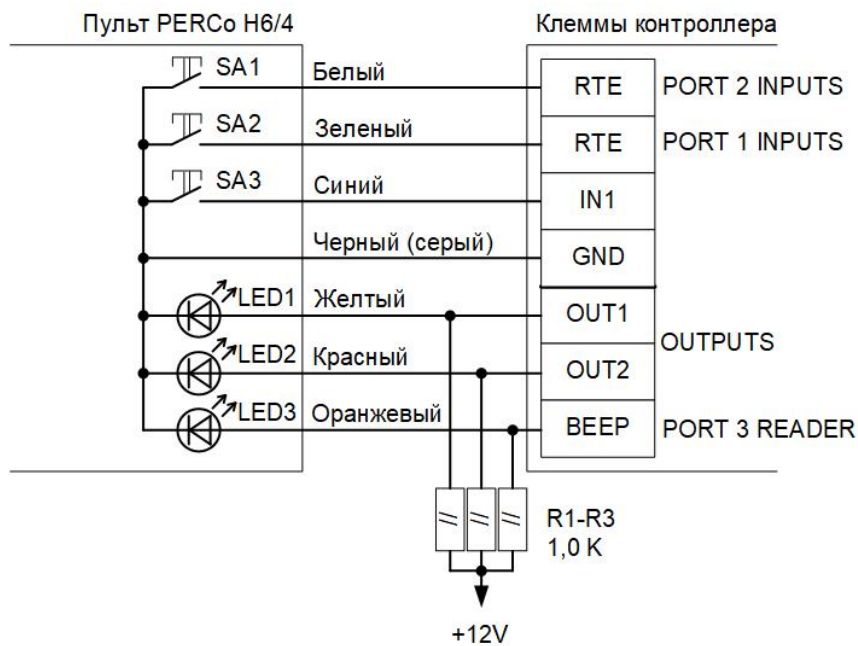 Пульт PERCo H6/4
Клеммы контроллера
SA1
Белый
RTE
PORT 2 INPUTS
SA2
Зеленый
RTE
PORT 1 INPUTS
SA3
Синий
IN1
Черный (серый)
GND
LED1
Желтый
OUT1
OUTPUTS
LED2
Красный
OUT2
LED3
Оранжевый
BEEP
PORT 3 READER
R1-R3
1,0 K
+12V